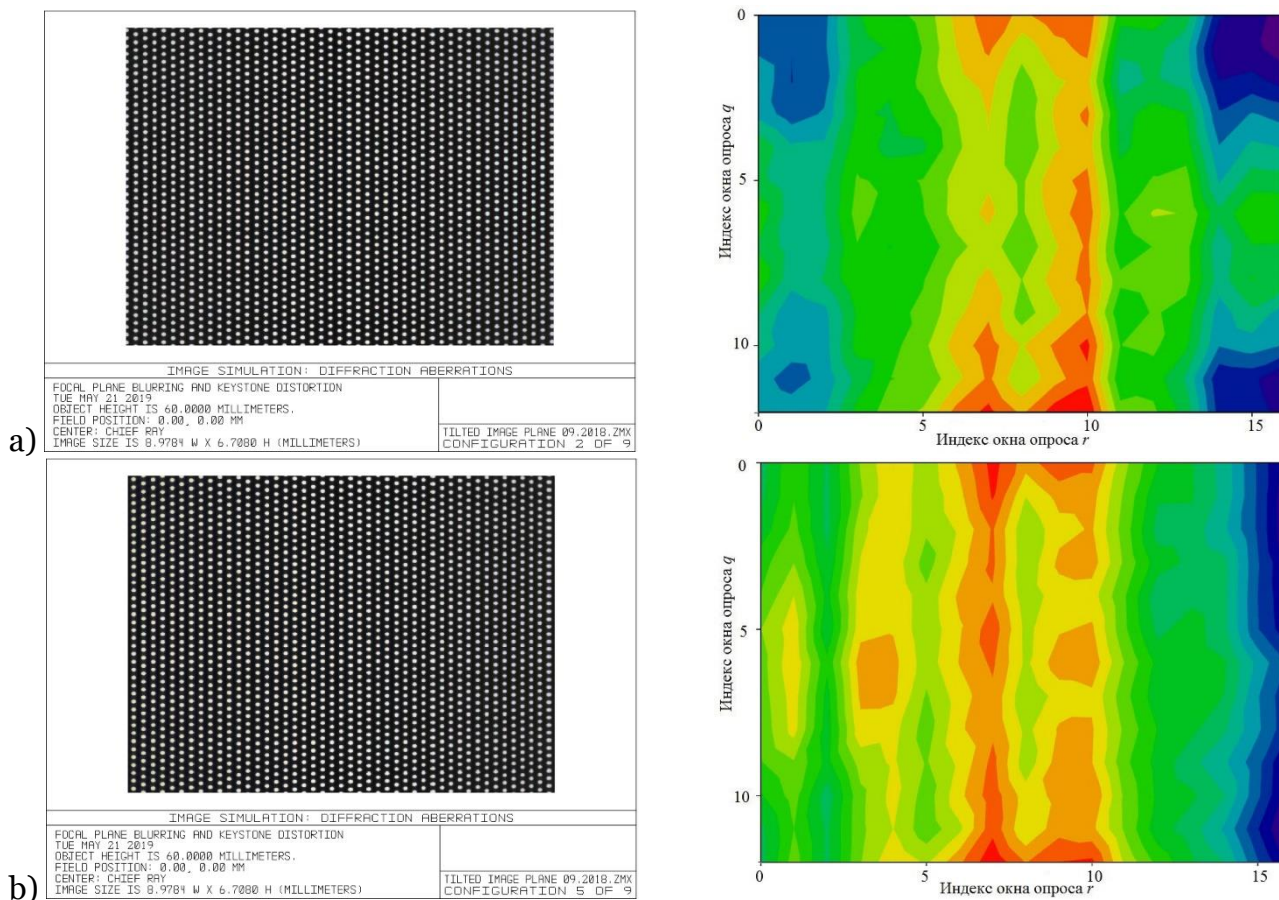 IMAGE SIMULATION: DIFFRACTION ABERRATIONS
FOCAL PLANE BLURRING AND KEYSTONE DISTORTION
TUE MAY 21 2019
OBJECT HEIGHT IS 60.0000 MILLIMETERS.
FIELD POSITION: 0.00, 0.00 MM
CENTER: CHIEF RAY
IMAGE SIZE IS 8.9784 W X 6.7080 H (MILLIMETERS)
TILTED IMAGE PLANE 09.2018.ZMX
CONFIGURATION 2 OF 9
a)
0
5
10
Индекс окна опроса q
0
5
10
15
Индекс окна опроса r
IMAGE SIMULATION: DIFFRACTION ABERRATIONS
FOCAL PLANE BLURRING AND KEYSTONE DISTORTION
TUE MAY 21 2019
OBJECT HEIGHT IS 60.0000 MILLIMETERS.
FIELD POSITION: 0.00, 0.00 MM
CENTER: CHIEF RAY
IMAGE SIZE IS 8.9784 W X 6.7080 H (MILLIMETERS)
TILTED IMAGE PLANE 09.2018.ZMX
CONFIGURATION 5 OF 9
b)
0
5
10
Индекс окна опроса q
0
5
10
15
Индекс окна опроса r